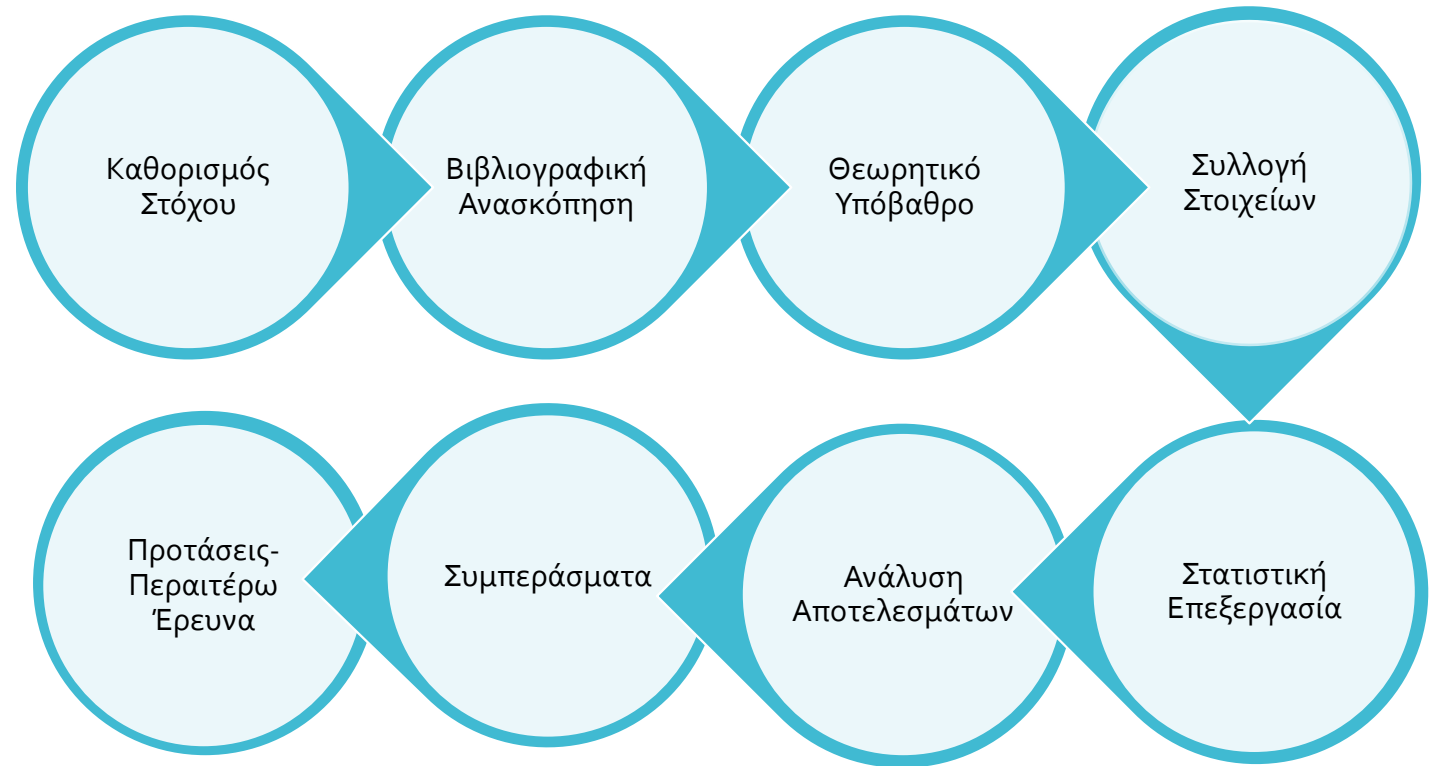 Καθορισμός
Στόχου
Βιβλιογραφική
Ανασκόπηση
Θεωρητικό
Υπόβαθρο
Συλλογή
Στοιχείων
Στατιστική
Επεξεργασία
Ανάλυση
Αποτελεσμάτων
Συμπεράσματα
Προτάσεις-
Περαιτέρω
Έρευνα